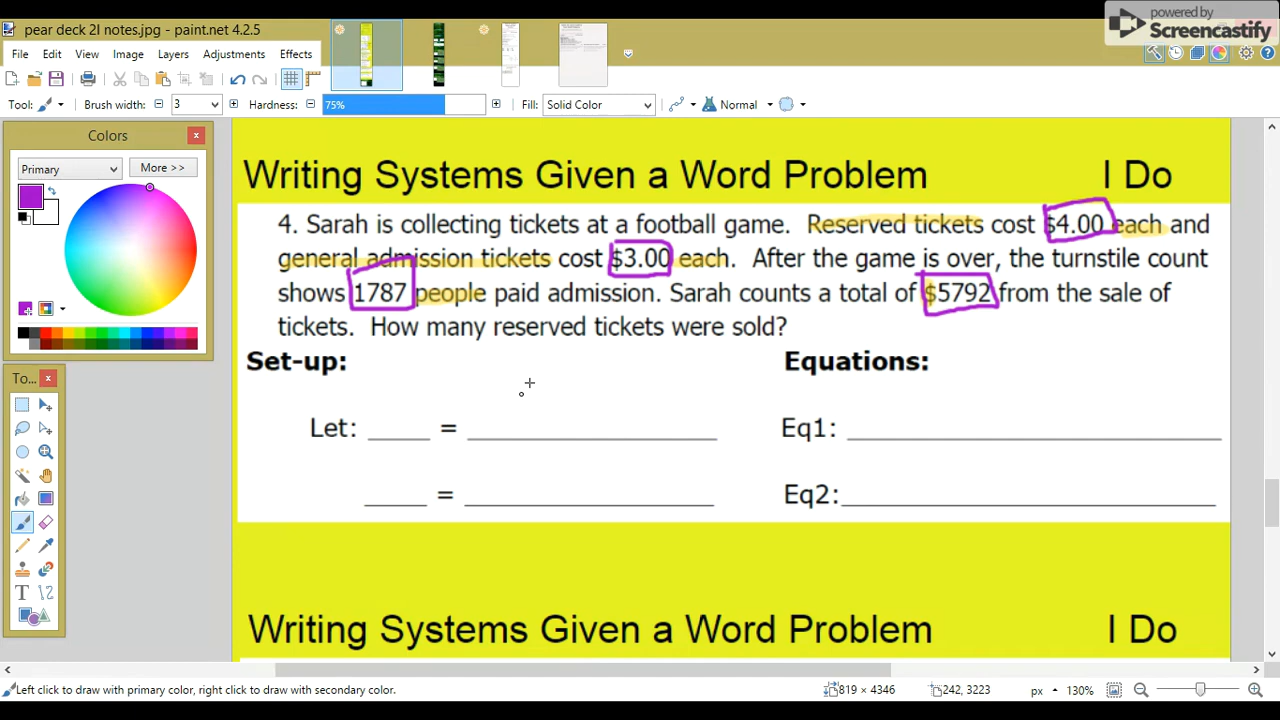 pear deck 2l notes.jpg - paint.net 4.2.5
powered by
Screencastify
File Edit View Image Layers Adjustments Effects
Tool: Brush width: 3 Hardness: 75% Fill: Solid Color Normal
Colors
Primary More >>
To...
Writing Systems Given a Word Problem I Do
4. Sarah is collecting tickets at a football game. Reserved tickets cost $4.00 each and
general admission tickets cost $3.00 each. After the game is over, the turnstile count
shows 1787 people paid admission. Sarah counts a total of $5792 from the sale of
tickets. How many reserved tickets were sold?
Set-up: Equations:
Let: ____ = ____ Eq1: ____
____ = ____ Eq2: ____
Writing Systems Given a Word Problem I Do
Left click to draw with primary color, right click to draw with secondary color. 819 × 4346 242, 3223 px 130%